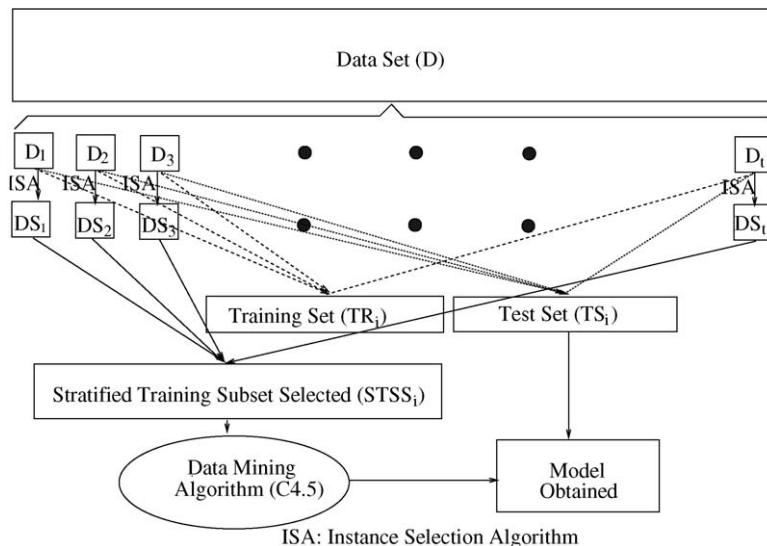 Data Set (D)
D1 D2 D3 Dt
ISA ISA ISA ISA
DS1 DS2 DS3 DSt
Training Set (TRi) Test Set (TSi)
Stratified Training Subset Selected (STSSi)
Data Mining
Algorithm (C4.5)
Model
Obtained
ISA: Instance Selection Algorithm